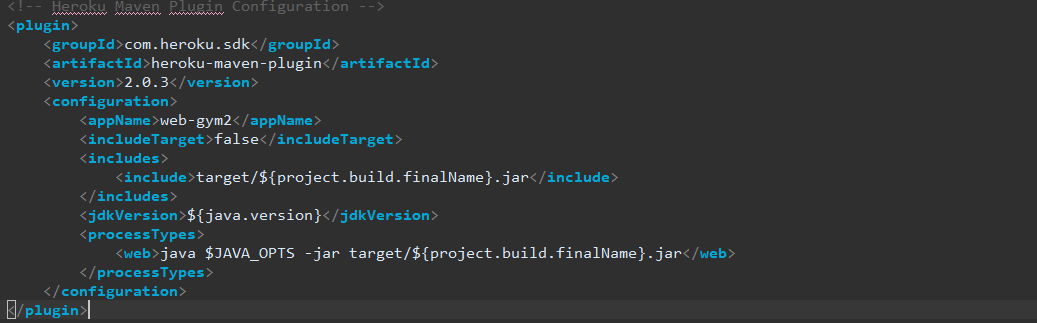 <!-- Heroku Maven Plugin Configuration -->
<plugin>
    <groupId>com.heroku.sdk</groupId>
    <artifactId>heroku-maven-plugin</artifactId>
    <version>2.0.3</version>
    <configuration>
        <appName>web-gym2</appName>
        <includeTarget>false</includeTarget>
        <includes>
            <include>target/${project.build.finalName}.jar</include>
        </includes>
        <jdkVersion>${java.version}</jdkVersion>
        <processTypes>
            <web>java $JAVA_OPTS -jar target/${project.build.finalName}.jar</web>
        </processTypes>
    </configuration>
</plugin>